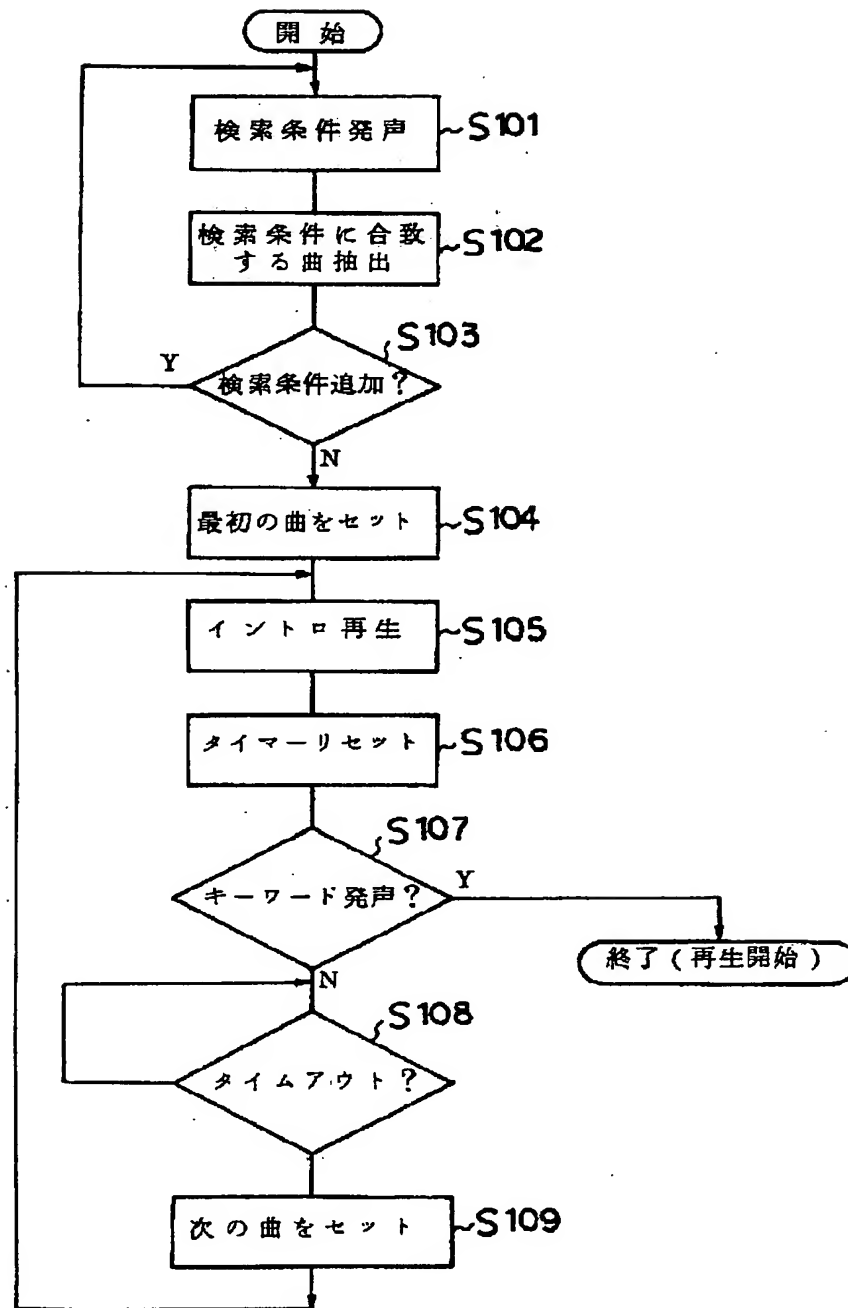 開始
検索条件発声
S101
検索条件に合致
する曲抽出
S102
S103
Y
検索条件追加?
N
最初の曲をセット
S104
イントロ再生
S105
タイマーリセット
S106
S107
キーワード発声?
Y
終了(再生開始)
N
S108
タイムアウト?
次の曲をセット
S109